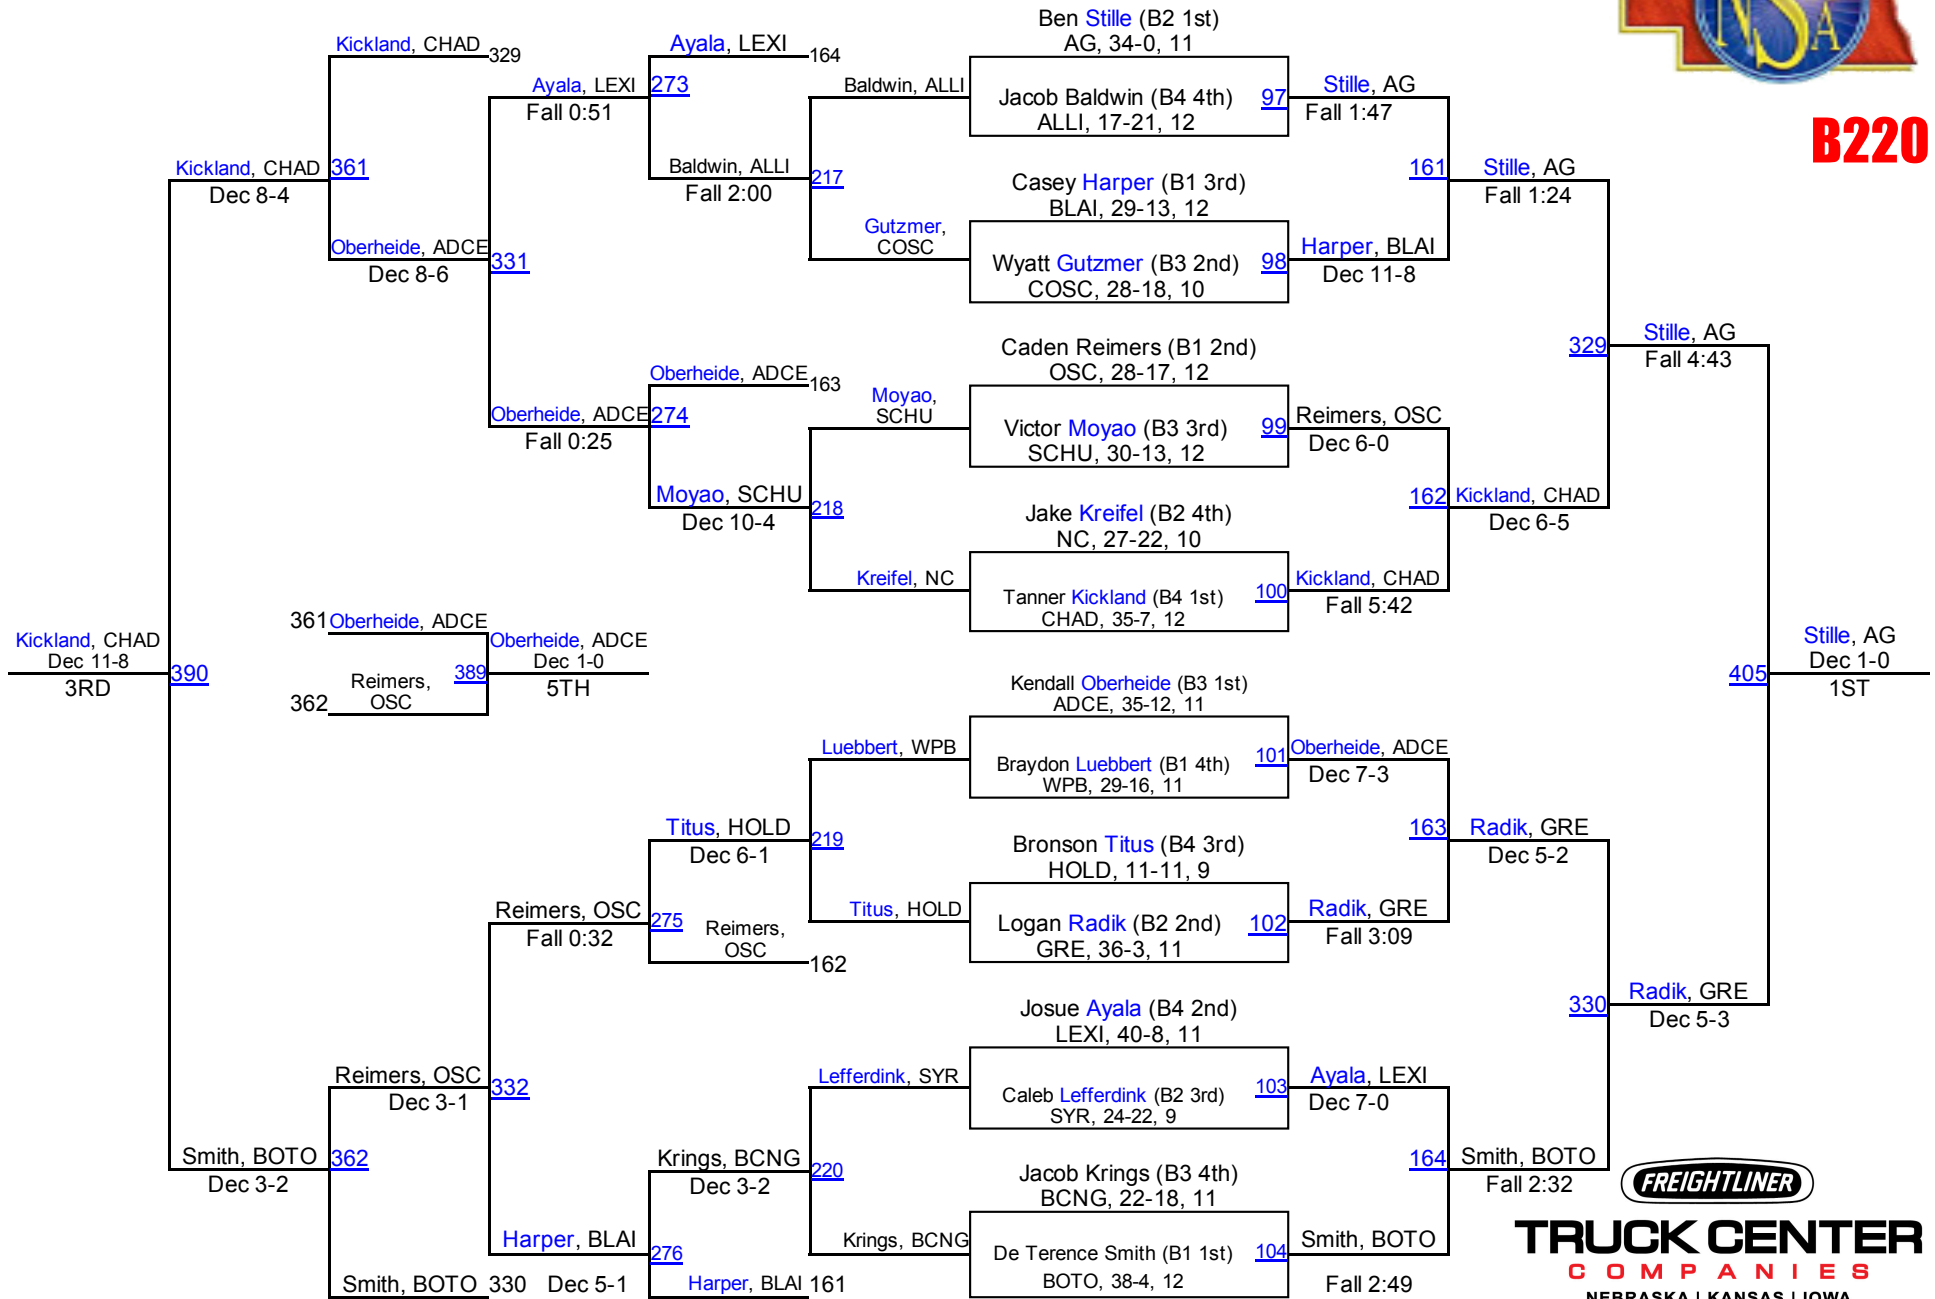 NSA
B220
Ben Stille (B2 1st)
AG, 34-0, 11
Jacob Baldwin (B4 4th)
ALLI, 17-21, 12
97
Casey Harper (B1 3rd)
BLAI, 29-13, 12
Wyatt Gutzmer (B3 2nd)
COSC, 28-18, 10
98
Caden Reimers (B1 2nd)
OSC, 28-17, 12
Victor Moyao (B3 3rd)
SCHU, 30-13, 12
99
Jake Kreifel (B2 4th)
NC, 27-22, 10
Tanner Kickland (B4 1st)
CHAD, 35-7, 12
100
Kendall Oberheide (B3 1st)
ADCE, 35-12, 11
Braydon Luebbert (B1 4th)
WPB, 29-16, 11
101
Bronson Titus (B4 3rd)
HOLD, 11-11, 9
Logan Radik (B2 2nd)
GRE, 36-3, 11
102
Josue Ayala (B4 2nd)
LEXI, 40-8, 11
Caleb Lefferdink (B2 3rd)
SYR, 24-22, 9
103
Jacob Krings (B3 4th)
BCNG, 22-18, 11
De Terence Smith (B1 1st)
BOTO, 38-4, 12
104
Stille, AG
Fall 1:47
161
Harper, BLAI
Dec 11-8
Reimers, OSC
Dec 6-0
162
Kickland, CHAD
Fall 5:42
Oberheide, ADCE
Dec 7-3
163
Radik, GRE
Fall 3:09
Ayala, LEXI
Dec 7-0
164
Smith, BOTO
Fall 2:49
Stille, AG
Fall 1:24
329
Kickland, CHAD
Dec 6-5
Radik, GRE
Dec 5-2
330
Smith, BOTO
Fall 2:32
Stille, AG
Fall 4:43
405
Radik, GRE
Dec 5-3
Stille, AG
Dec 1-0
1ST
Baldwin, ALLI
217
Gutzmer,
COSC
Moyao,
SCHU
218
Kreifel, NC
Luebbert, WPB
219
Titus, HOLD
Lefferdink, SYR
220
Krings, BCNG
Ayala, LEXI
164
273
Baldwin, ALLI
Fall 2:00
Oberheide, ADCE
163
274
Moyao, SCHU
Dec 10-4
Titus, HOLD
Dec 6-1
275
Reimers,
OSC
162
Krings, BCNG
Dec 3-2
276
Harper, BLAI 161
Ayala, LEXI
Fall 0:51
331
Oberheide, ADCE
Fall 0:25
Reimers, OSC
Fall 0:32
332
Harper, BLAI
Dec 5-1
Kickland, CHAD
329
361
Oberheide, ADCE
Dec 8-6
Reimers, OSC
Dec 3-1
362
Smith, BOTO 330
Kickland, CHAD
Dec 8-4
390
Smith, BOTO
Dec 3-2
Kickland, CHAD
Dec 11-8
3RD
361 Oberheide, ADCE
389
362 Reimers,
OSC
Oberheide, ADCE
Dec 1-0
5TH
FREIGHTLINER
TRUCK CENTER
COMPANIES
NEBRASKA | KANSAS | IOWA